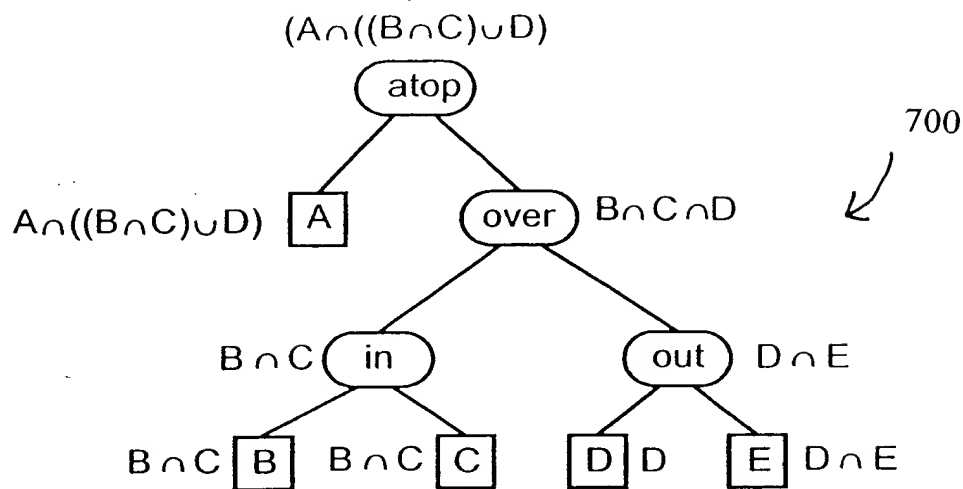 (A∩((B∩C)∪D)
atop
700
A∩((B∩C)∪D) A over B∩C∩D
B∩C in out D∩E
B∩C B B∩C C D D E D∩E